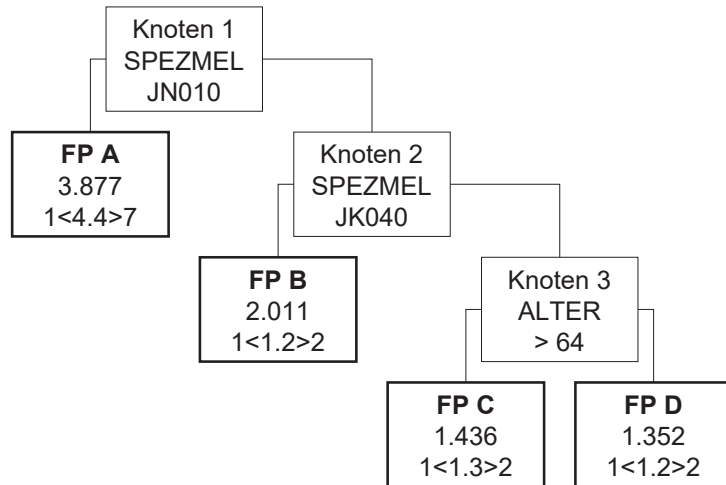 Knoten 1
SPEZMEL
JN010
FP A
3.877
1<4.4>7
Knoten 2
SPEZMEL
JK040
FP B
2.011
1<1.2>2
Knoten 3
ALTER
> 64
FP C
1.436
1<1.3>2
FP D
1.352
1<1.2>2